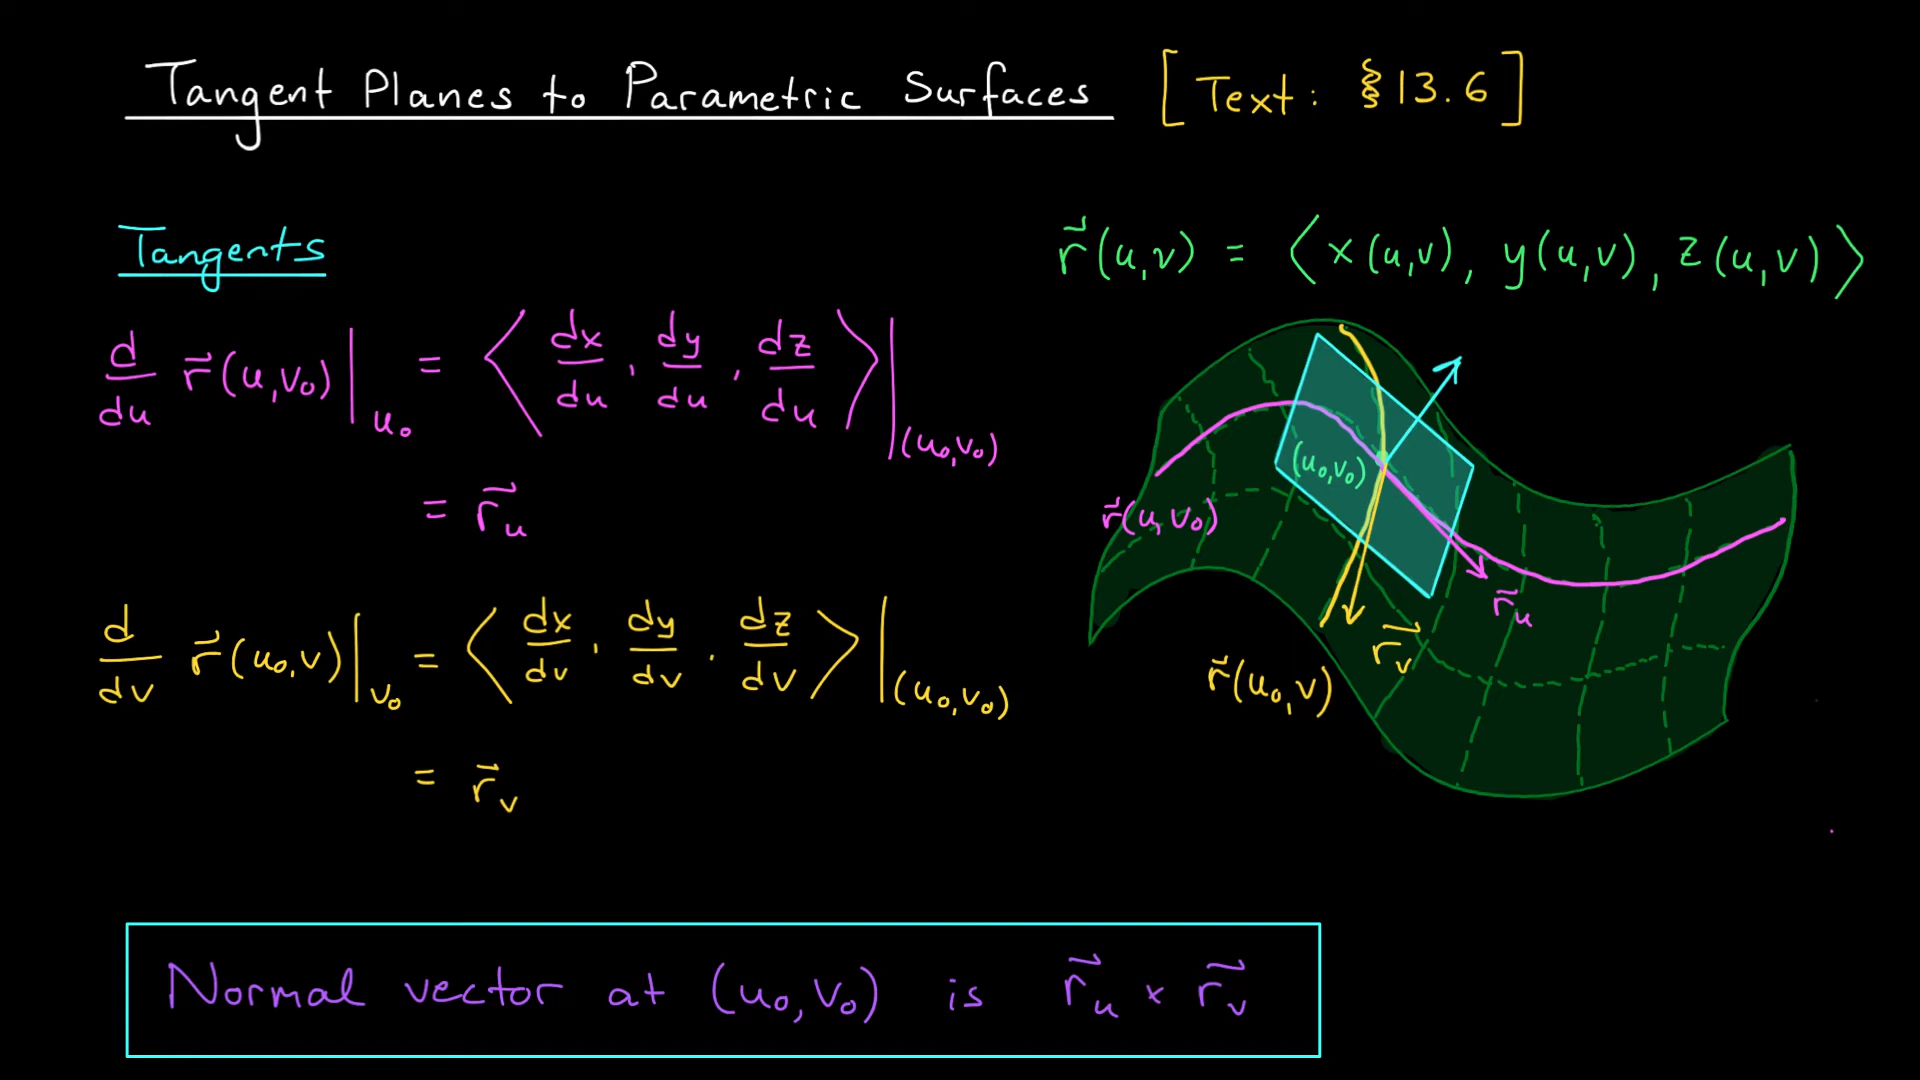 Tangent Planes to Parametric Surfaces [Text: §13.6]
Tangents
r⃗(u,v) = ⟨x(u,v), y(u,v), z(u,v)⟩
d/du r⃗(u,v₀)|u₀ = ⟨dx/du, dy/du, dz/du⟩|(u₀,v₀)
= r⃗ᵤ
d/dv r⃗(u₀,v)|v₀ = ⟨dx/dv, dy/dv, dz/dv⟩|(u₀,v₀)
= r⃗ᵥ
(u₀,v₀)
r⃗(u,v₀)
r⃗ᵤ
r⃗ᵥ
r⃗(u₀,v)
Normal vector at (u₀,v₀) is r⃗ᵤ × r⃗ᵥ